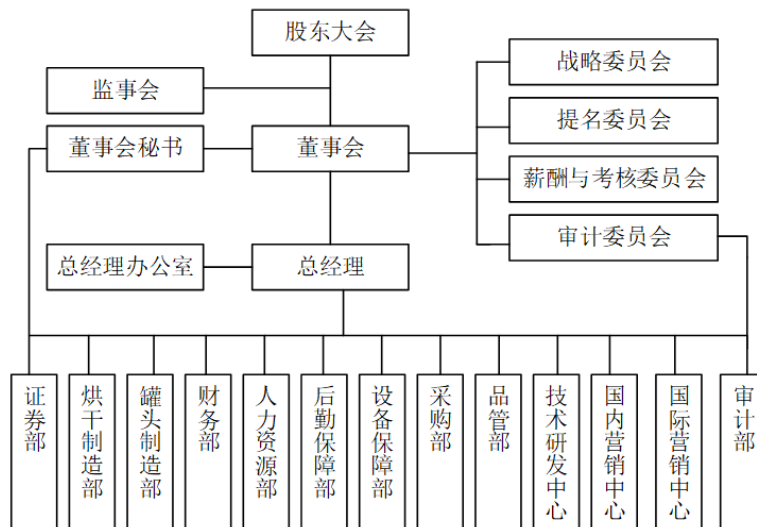 股东大会
战略委员会
监事会
提名委员会
董事会秘书
董事会
薪酬与考核委员会
审计委员会
总经理办公室
总经理
证券部
烘干制造部
罐头制造部
财务部
人力资源部
后勤保障部
设备保障部
采购部
品管部
技术研发中心
国内营销中心
国际营销中心
审计部